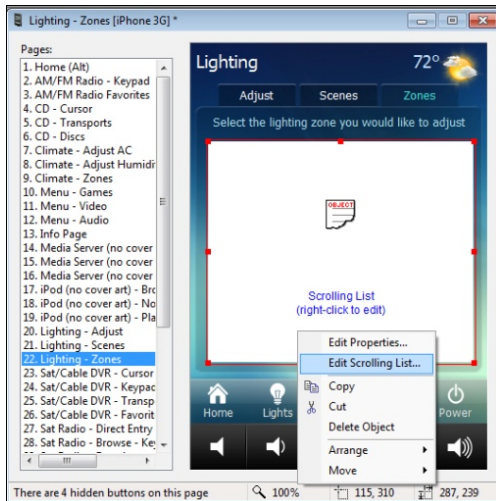 Lighting - Zones [iPhone 3G] *
Pages:
1. Home (Alt)
2. AM/FM Radio - Keypad
3. AM/FM Radio Favorites
4. CD - Cursor
5. CD - Transports
6. CD - Discs
7. Climate - Adjust AC
8. Climate - Adjust Humidi
9. Climate - Zones
10. Menu - Games
11. Menu - Video
12. Menu - Audio
13. Info Page
14. Media Server (no cover
15. Media Server (no cover
16. Media Server (no cover
17. iPod (no cover art) - Brc
18. iPod (no cover art) - No
19. iPod (no cover art) - Pla
20. Lighting - Adjust
21. Lighting - Scenes
22. Lighting - Zones
23. Sat/Cable DVR - Cursor
24. Sat/Cable DVR - Keypac
25. Sat/Cable DVR - Transp
26. Sat/Cable DVR - Favorit
27. Sat Radio - Direct Entry
28. Sat Radio - Browse - Key
Lighting 72°
Adjust Scenes Zones
Select the lighting zone you would like to adjust
OBJECT
Scrolling List
(right-click to edit)
Edit Properties...
Edit Scrolling List...
Copy
Cut
Delete Object
Arrange
Move
Home Lights Power
There are 4 hidden buttons on this page 100% 115, 310 287, 239